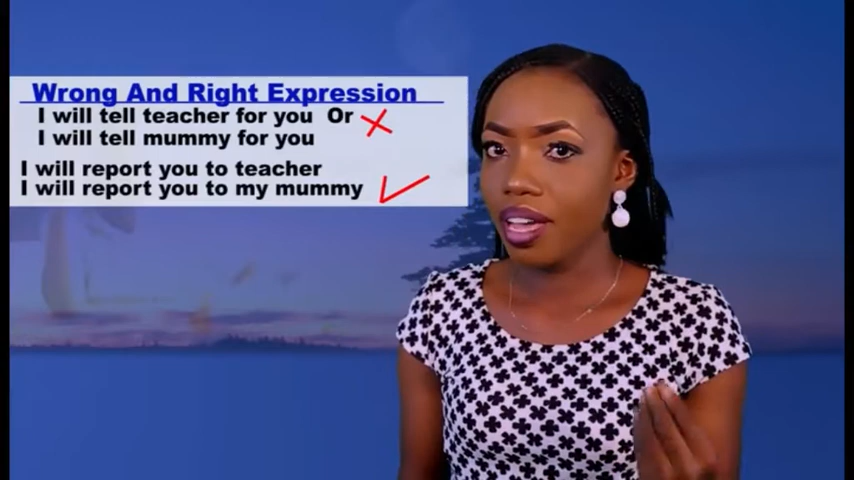 Wrong And Right Expression
I will tell teacher for you Or
I will tell mummy for you
I will report you to teacher
I will report you to my mummy